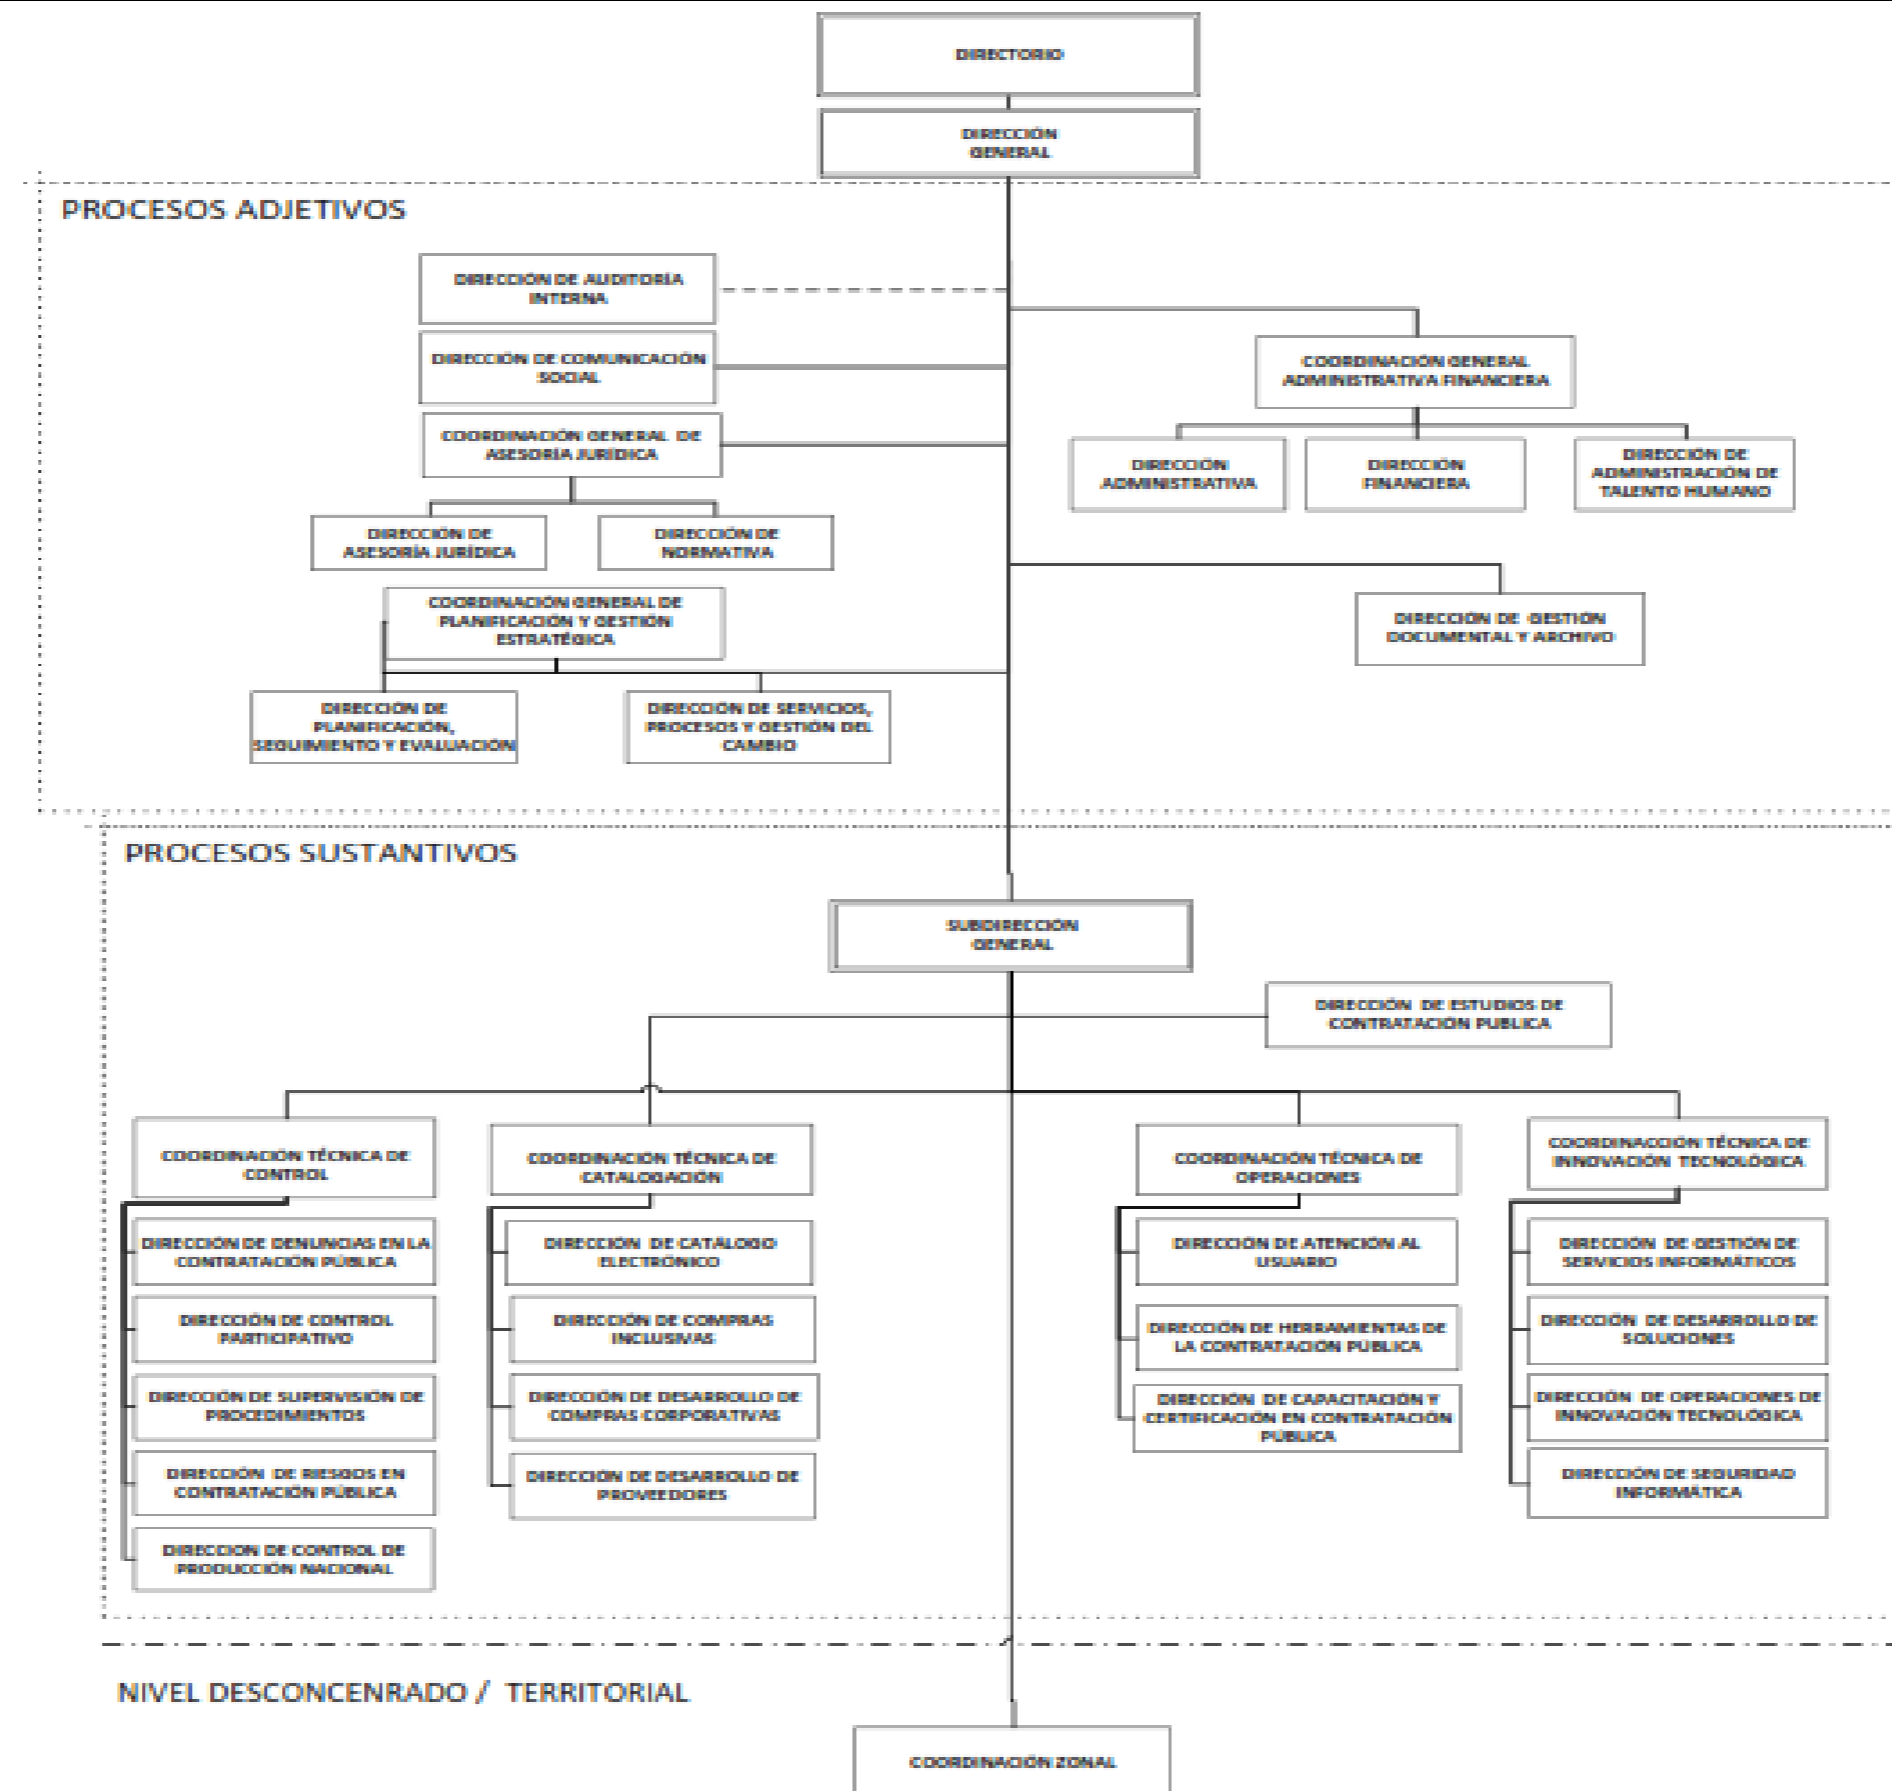 DIRECTORIO
DIRECCIÓN
GENERAL
PROCESOS ADJETIVOS
DIRECCIÓN DE AUDITORÍA
INTERNA
DIRECCIÓN DE COMUNICACIÓN
SOCIAL
COORDINACIÓN GENERAL DE
ASESORÍA JURÍDICA
DIRECCIÓN DE
ASESORÍA JURÍDICA
DIRECCIÓN DE
NORMATIVA
COORDINACIÓN GENERAL DE
PLANIFICACIÓN Y GESTIÓN
ESTRATÉGICA
DIRECCIÓN DE
PLANIFICACIÓN,
SEGUIMIENTO Y EVALUACIÓN
DIRECCIÓN DE SERVICIOS,
PROCESOS Y GESTIÓN DEL
CAMBIO
COORDINACIÓN GENERAL
ADMINISTRATIVA FINANCIERA
DIRECCIÓN
ADMINISTRATIVA
DIRECCIÓN
FINANCIERA
DIRECCIÓN DE
ADMINISTRACIÓN DE
TALENTO HUMANO
DIRECCIÓN DE GESTIÓN
DOCUMENTAL Y ARCHIVO
PROCESOS SUSTANTIVOS
SUBDIRECCIÓN
GENERAL
DIRECCIÓN DE ESTUDIOS DE
CONTRATACIÓN PUBLICA
COORDINACIÓN TÉCNICA DE
CONTROL
DIRECCIÓN DE DENUNCIAS EN LA
CONTRATACIÓN PÚBLICA
DIRECCIÓN DE CONTROL
PARTICIPATIVO
DIRECCIÓN DE SUPERVISIÓN DE
PROCEDIMIENTOS
DIRECCIÓN DE RIESGOS EN
CONTRATACIÓN PÚBLICA
DIRECCION DE CONTROL DE
PRODUCCIÓN NACIONAL
COORDINACIÓN TÉCNICA DE
CATALOGACIÓN
DIRECCIÓN DE CATÁLOGO
ELECTRÓNICO
DIRECCIÓN DE COMPRAS
INCLUSIVAS
DIRECCIÓN DE DESARROLLO DE
COMPRAS CORPORATIVAS
DIRECCIÓN DE DESARROLLO DE
PROVEEDORES
COORDINACIÓN TÉCNICA DE
OPERACIONES
DIRECCIÓN DE ATENCIÓN AL
USUARIO
DIRECCIÓN DE HERRAMIENTAS DE
LA CONTRATACIÓN PÚBLICA
DIRECCIÓN DE CAPACITACIÓN Y
CERTIFICACIÓN EN CONTRATACIÓN
PÚBLICA
COORDINACCIÓN TÉCNICA DE
INNOVACIÓN TECNOLÓGICA
DIRECCIÓN DE GESTIÓN DE
SERVICIOS INFORMÁTICOS
DIRECCIÓN DE DESARROLLO DE
SOLUCIONES
DIRECCIÓN DE OPERACIONES DE
INNOVACIÓN TECNOLÓGICA
DIRECCIÓN DE SEGURIDAD
INFORMÁTICA
NIVEL DESCONCENRADO / TERRITORIAL
COORDINACIÓN ZONAL